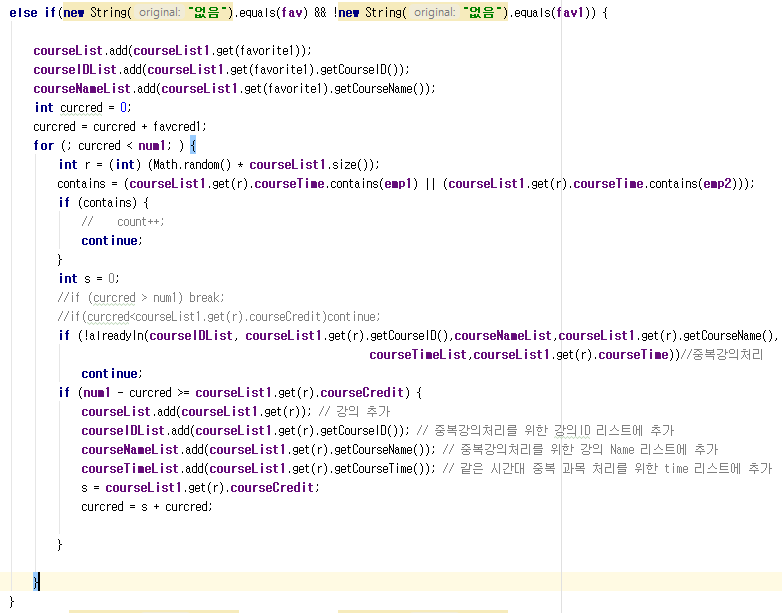 else if(new String( original: "없음").equals(fav) && !new String( original: "없음").equals(fav1)) {
courseList.add(courseList1.get(favorite1));
courseIDList.add(courseList1.get(favorite1).getCourseID());
courseNameList.add(courseList1.get(favorite1).getCourseName());
int curcred = 0;
curcred = curcred + favcred1;
for (; curcred < num1; ) {
int r = (int) (Math.random() * courseList1.size());
contains = (courseList1.get(r).courseTime.contains(emp1) || (courseList1.get(r).courseTime.contains(emp2)));
if (contains) {
// count++;
continue;
}
int s = 0;
//if (curcred > num1) break;
//if(curcred<courseList1.get(r).courseCredit)continue;
if (!alreadyIn(courseIDList, courseList1.get(r).getCourseID(),courseNameList,courseList1.get(r).getCourseName(),
courseTimeList,courseList1.get(r).courseTime))//중복강의처리
continue;
if (num1 - curcred >= courseList1.get(r).courseCredit) {
courseList.add(courseList1.get(r)); // 강의 추가
courseIDList.add(courseList1.get(r).getCourseID()); // 중복강의처리를 위한 강의ID 리스트에 추가
courseNameList.add(courseList1.get(r).getCourseName()); // 중복강의처리를 위한 강의 Name 리스트에 추가
courseTimeList.add(courseList1.get(r).getCourseTime()); // 같은 시간대 중복 과목 처리를 위한 time 리스트에 추가
s = courseList1.get(r).courseCredit;
curcred = s + curcred;
}
}
}